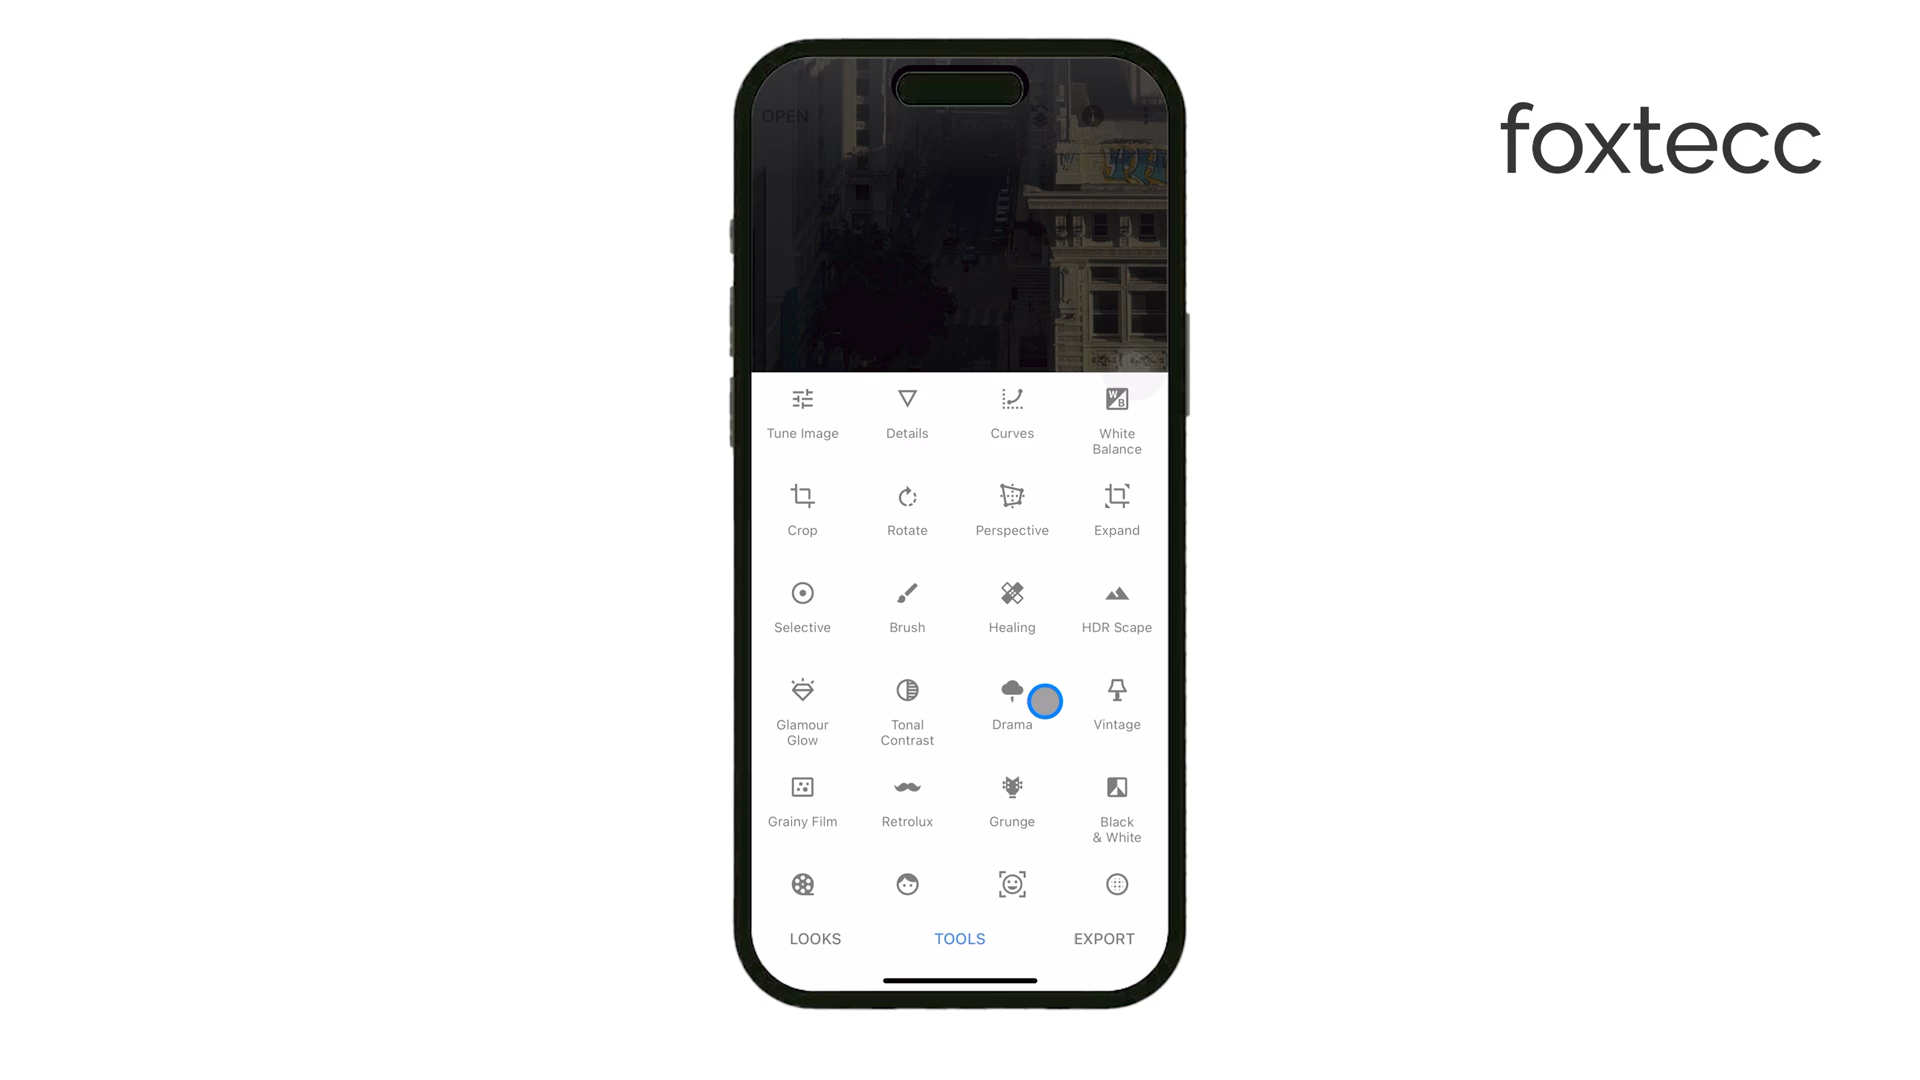 foxtecc
OPEN
Tune Image
Details
Curves
White
Balance
Crop
Rotate
Perspective
Expand
Selective
Brush
Healing
HDR Scape
Glamour
Glow
Tonal
Contrast
Drama
Vintage
Grainy Film
Retrolux
Grunge
Black
& White
LOOKS
TOOLS
EXPORT